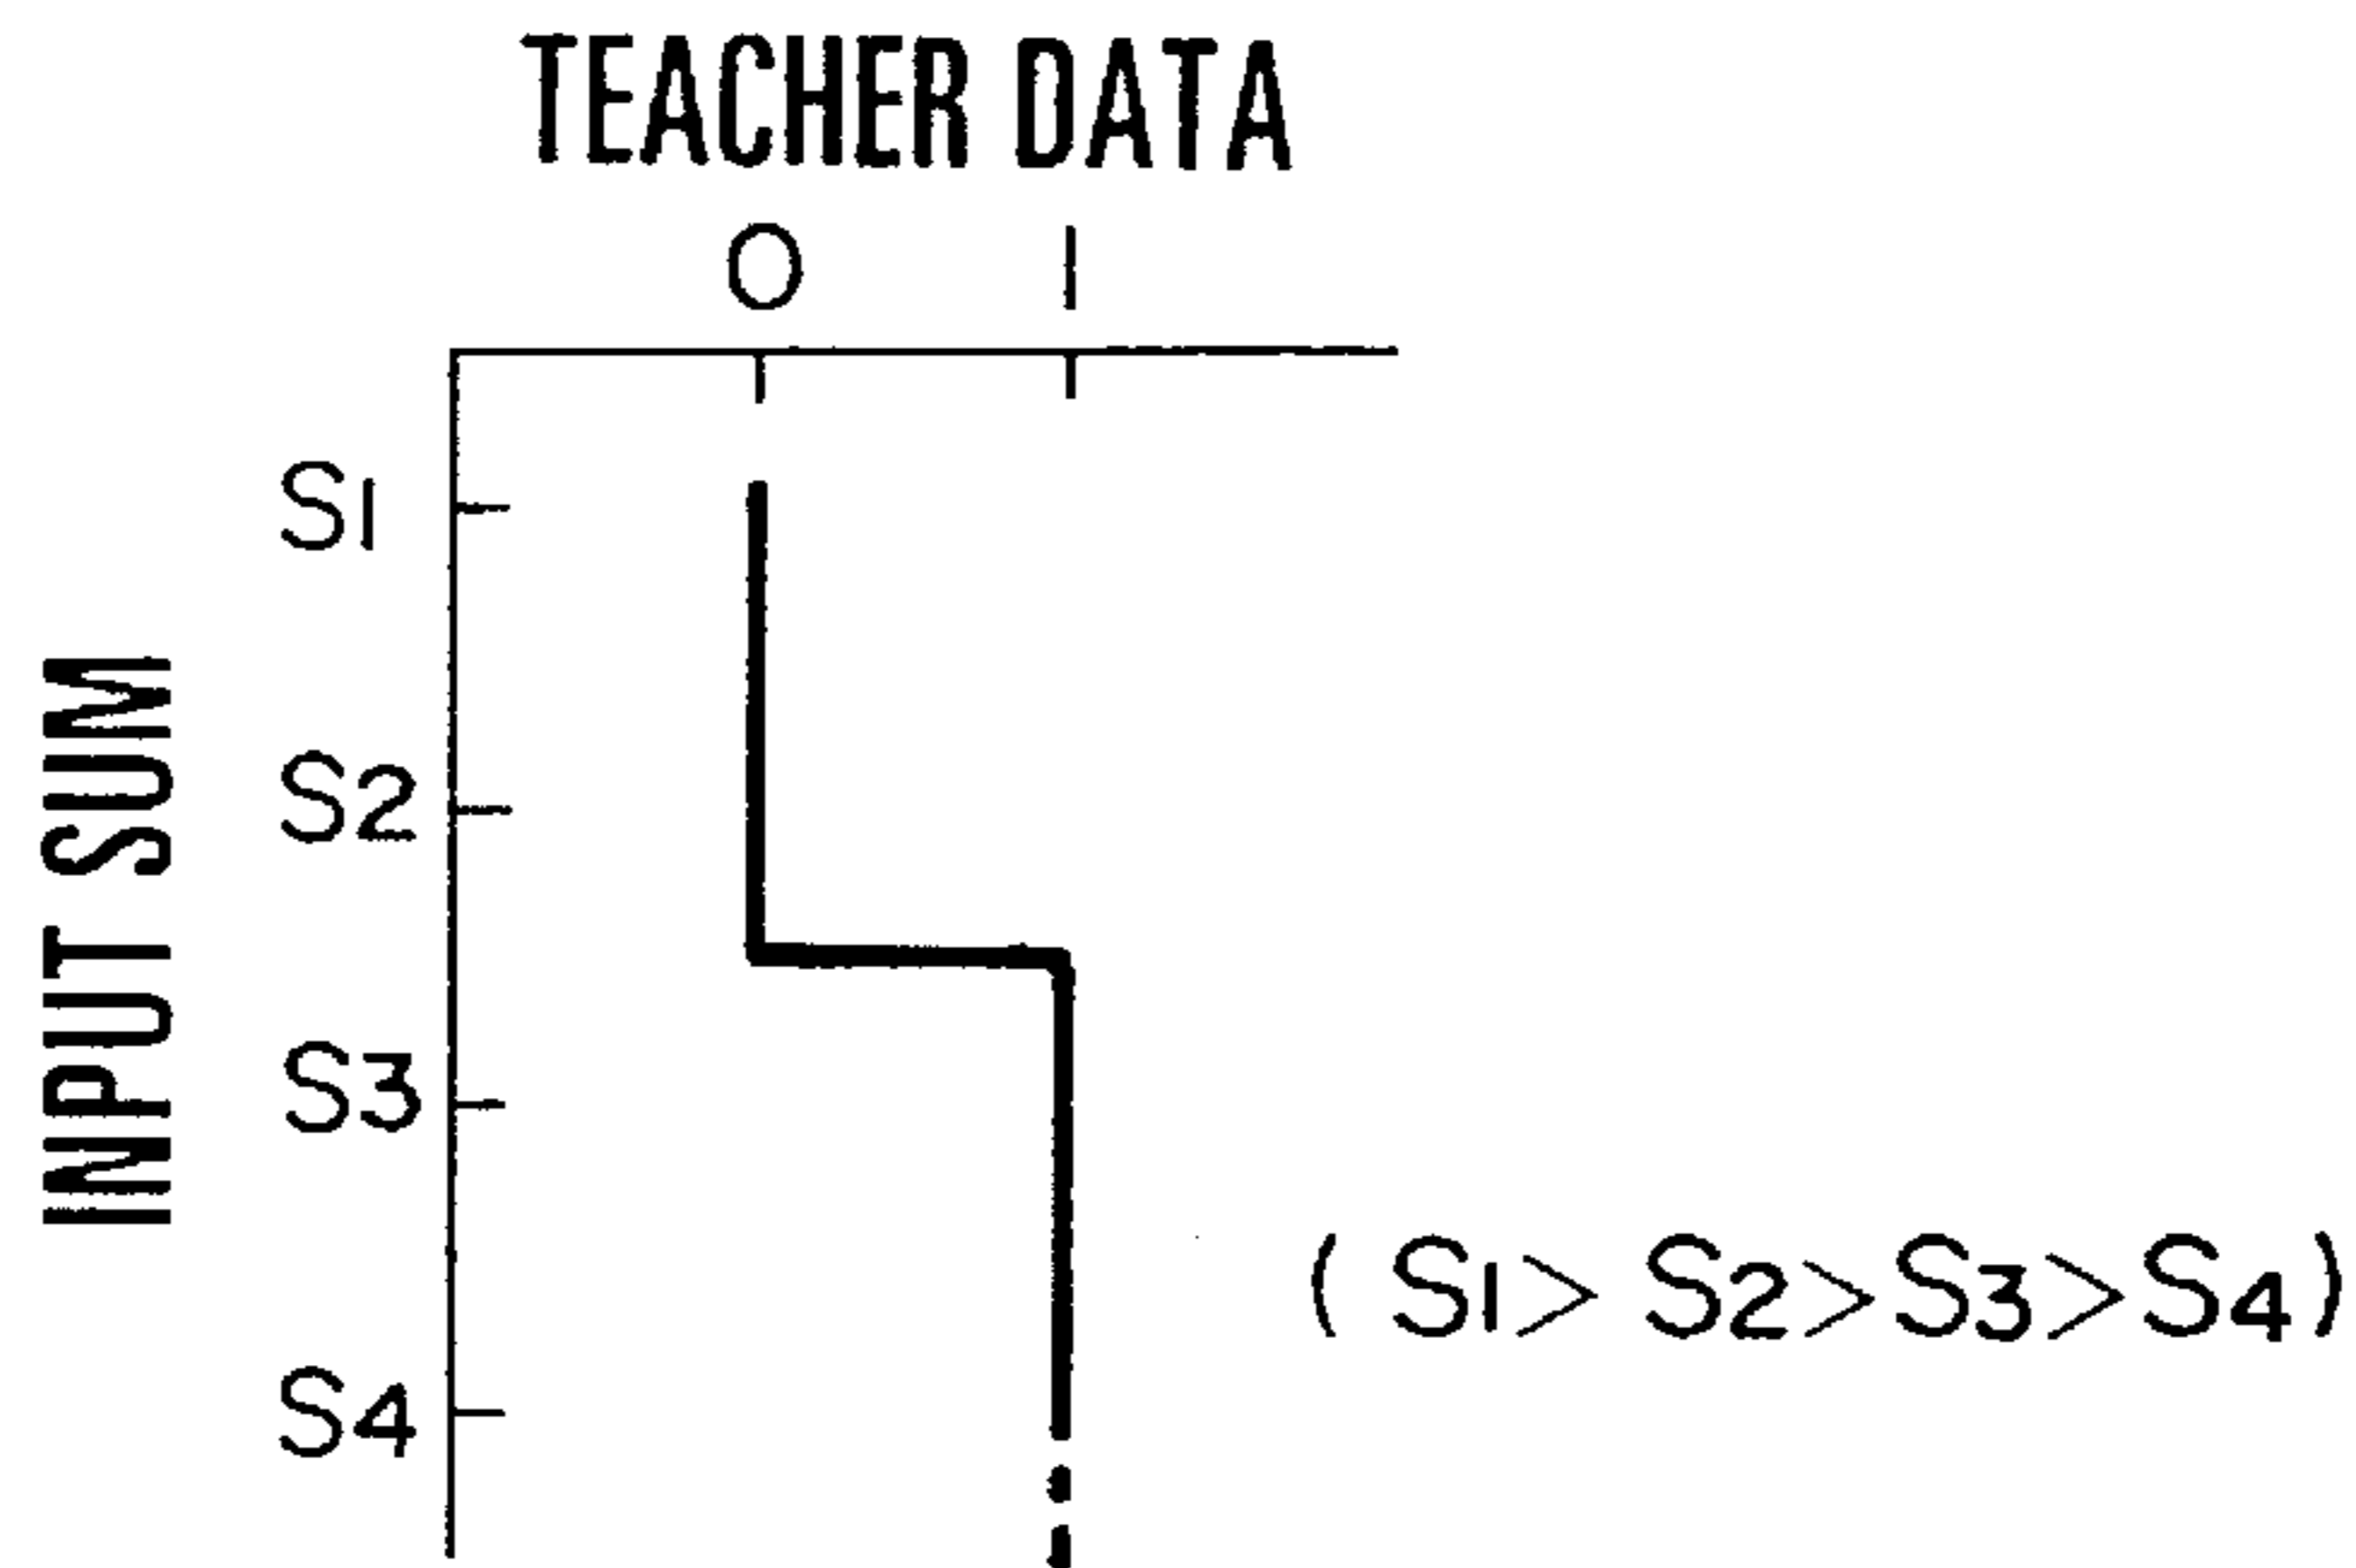 TEACHER DATA
0 1
INPUT SUM
S1
S2
S3
S4
( S1> S2>S3>S4)